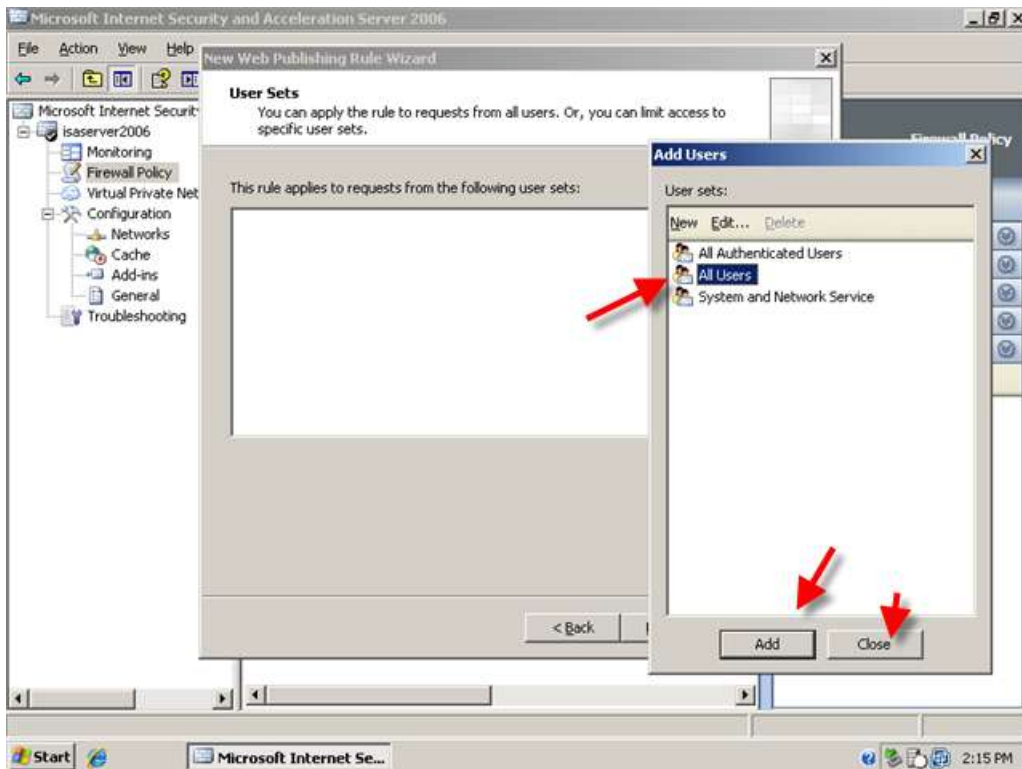 Microsoft Internet Security and Acceleration Server 2006
File Action View Help
New Web Publishing Rule Wizard
User Sets
You can apply the rule to requests from all users. Or, you can limit access to
specific user sets.
This rule applies to requests from the following user sets:
Microsoft Internet Securit
isaserver2006
Monitoring
Firewall Policy
Virtual Private Net
Configuration
Networks
Cache
Add-ins
General
Troubleshooting
Firewall Policy
Add Users
User sets:
New Edit... Delete
All Authenticated Users
All Users
System and Network Service
Add Close
< Back
Start
Microsoft Internet Se...
2:15 PM